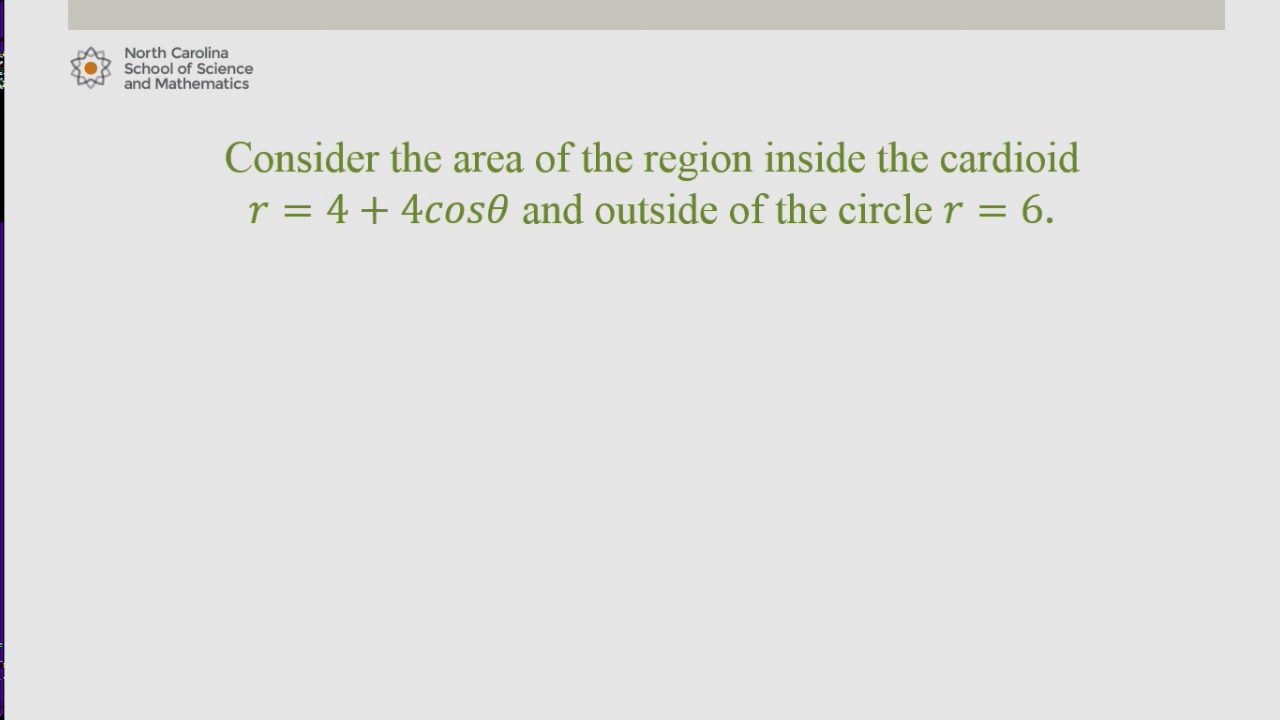 North Carolina
School of Science
and Mathematics
Consider the area of the region inside the cardioid
𝑟 = 4 + 4𝑐𝑜𝑠𝜃 and outside of the circle 𝑟 = 6.